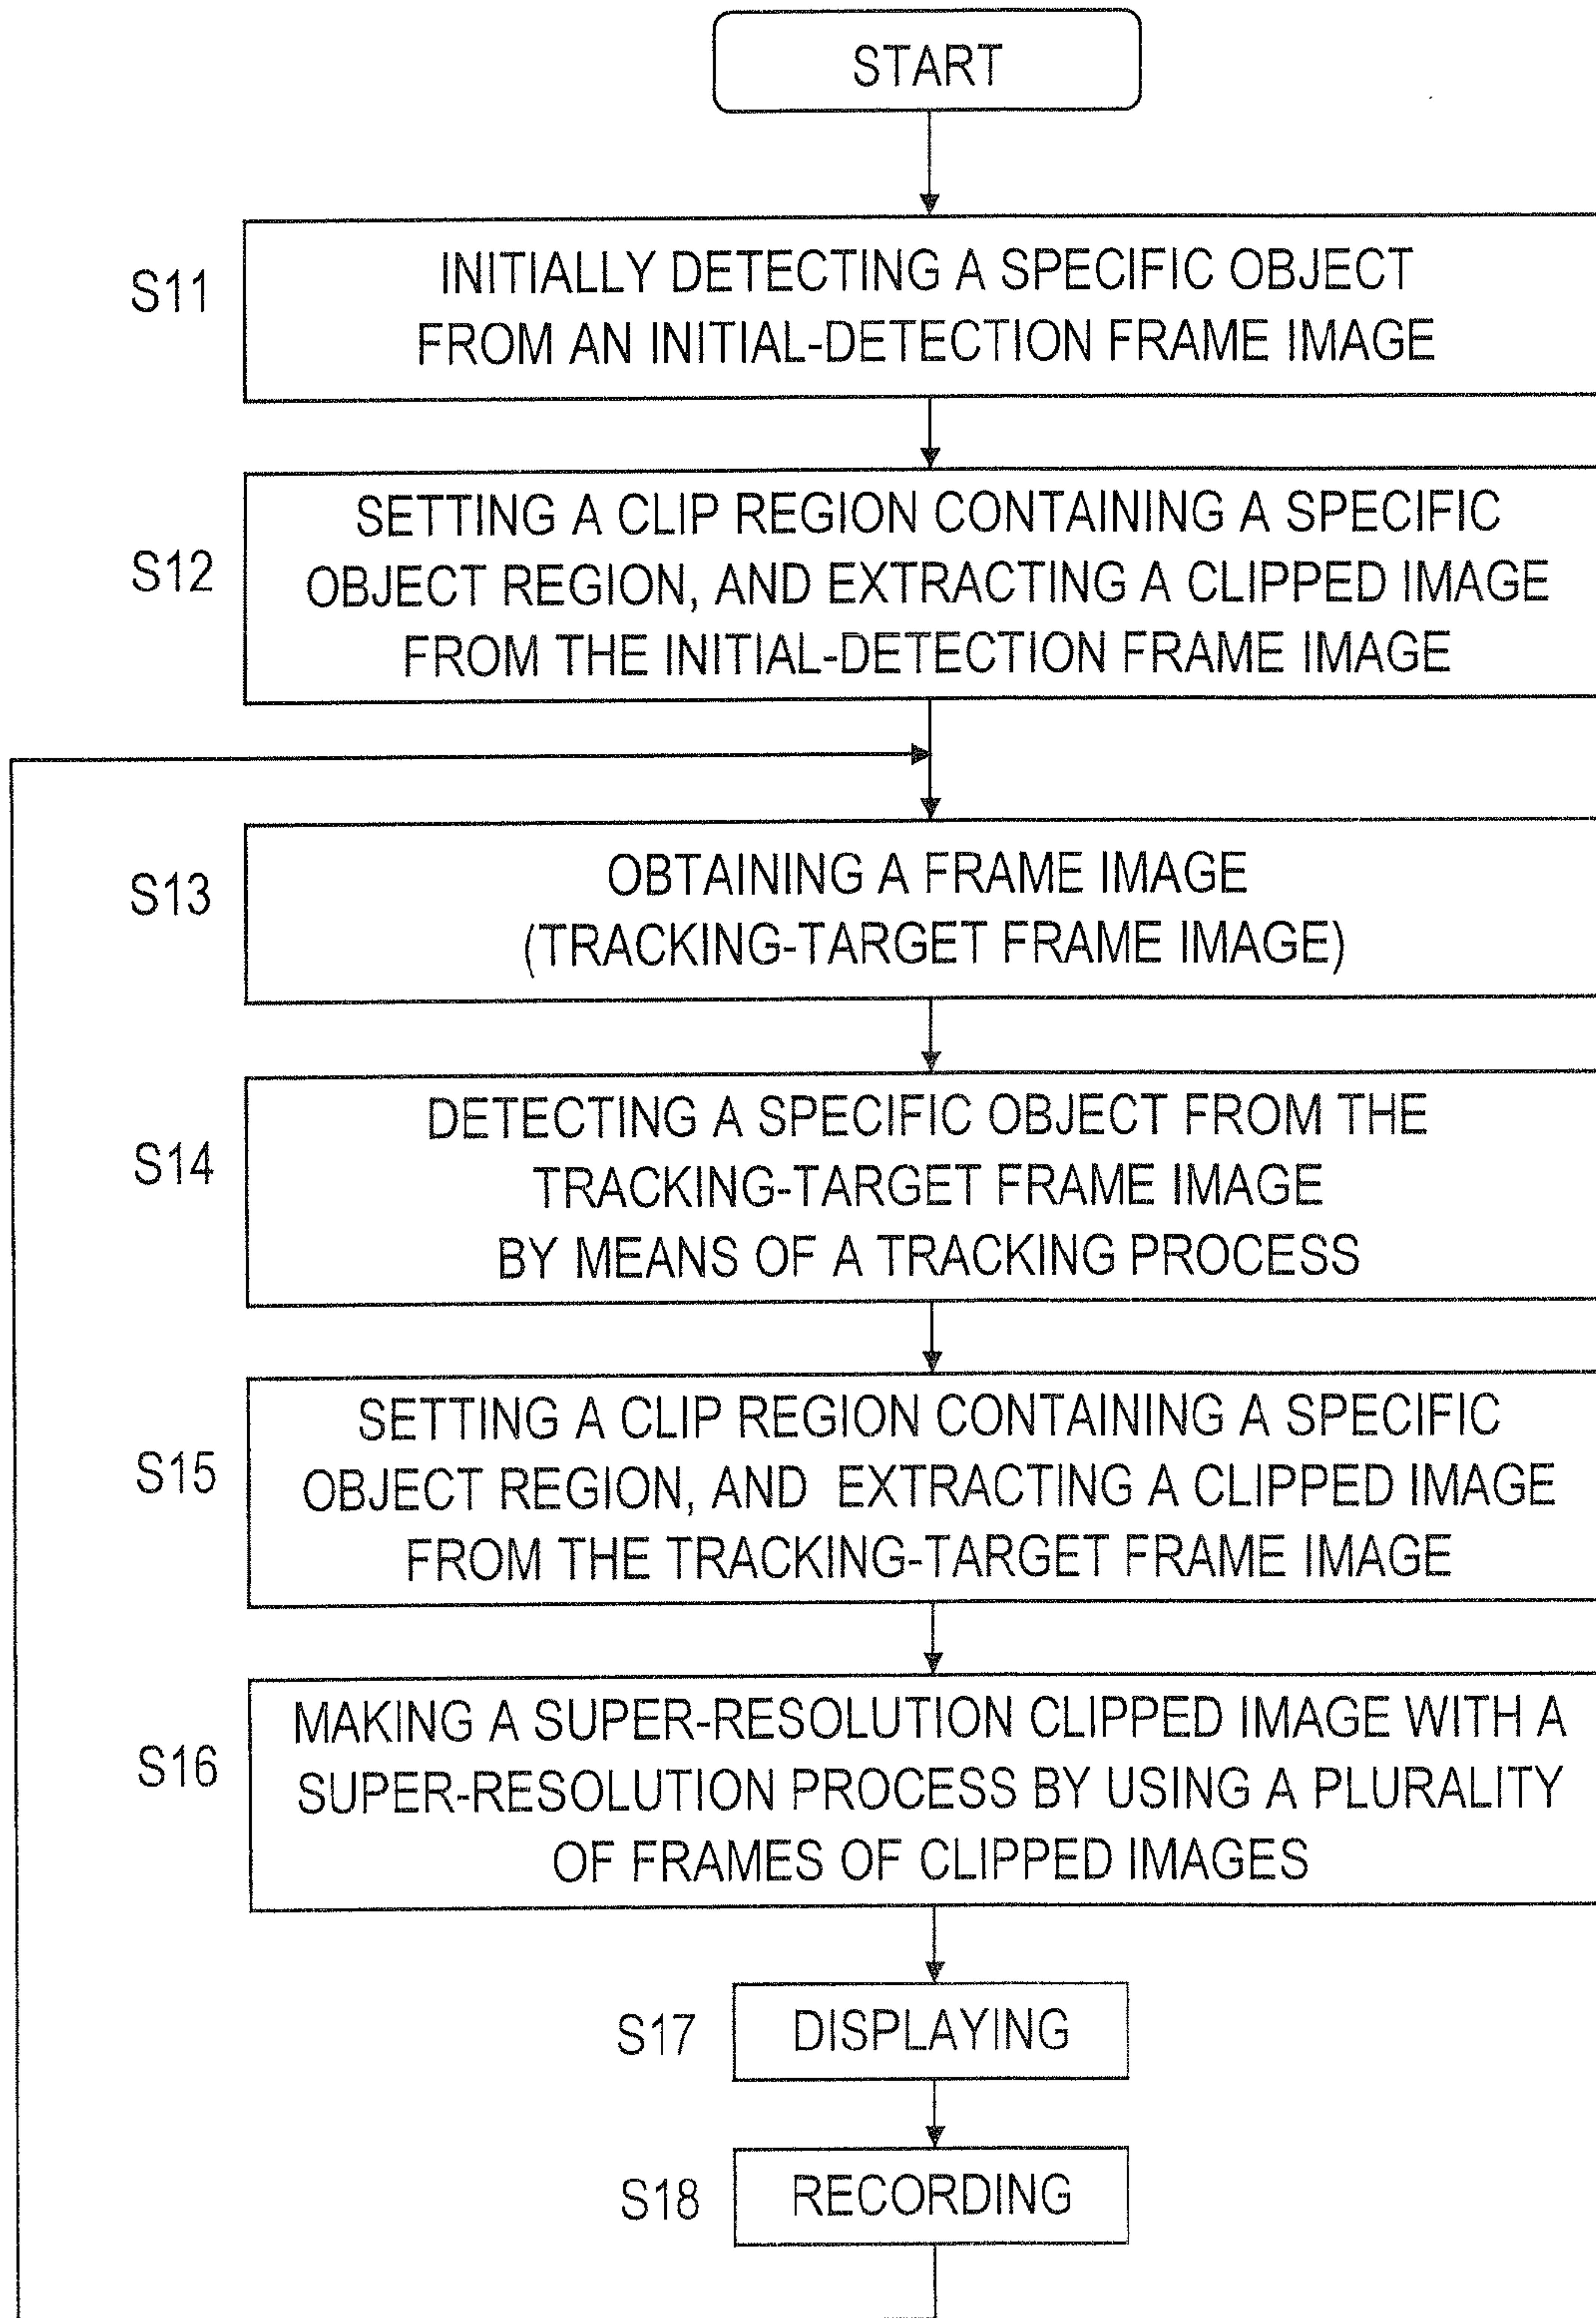 START
S11
INITIALLY DETECTING A SPECIFIC OBJECT
FROM AN INITIAL-DETECTION FRAME IMAGE
S12
SETTING A CLIP REGION CONTAINING A SPECIFIC
OBJECT REGION, AND EXTRACTING A CLIPPED IMAGE
FROM THE INITIAL-DETECTION FRAME IMAGE
S13
OBTAINING A FRAME IMAGE
(TRACKING-TARGET FRAME IMAGE)
S14
DETECTING A SPECIFIC OBJECT FROM THE
TRACKING-TARGET FRAME IMAGE
BY MEANS OF A TRACKING PROCESS
S15
SETTING A CLIP REGION CONTAINING A SPECIFIC
OBJECT REGION, AND EXTRACTING A CLIPPED IMAGE
FROM THE TRACKING-TARGET FRAME IMAGE
S16
MAKING A SUPER-RESOLUTION CLIPPED IMAGE WITH A
SUPER-RESOLUTION PROCESS BY USING A PLURALITY
OF FRAMES OF CLIPPED IMAGES
S17
DISPLAYING
S18
RECORDING